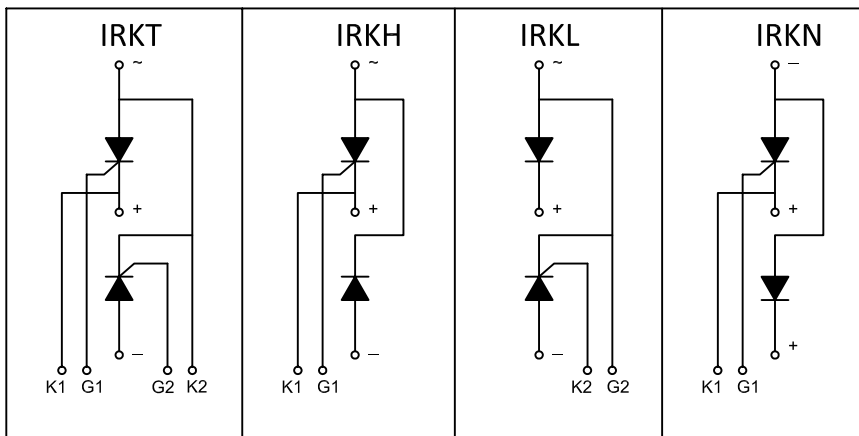 IRKT IRKH IRKL IRKN
~ ~ ~ –
+ + + +
– – – +
K1 G1 G2 K2 K1 G1 K2 G2 K1 G1